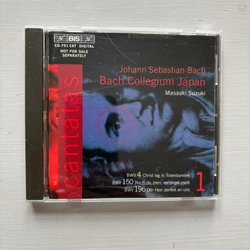 BIS
CD-751 CAT DIGITAL
NOT FOR SALE
SEPARATELY
Johann Sebastian Bach
Bach Collegium Japan
Masaaki Suzuki
cantatas
BWV 4 Christ lag in Todesbanden
BWV 150 Nach dir, Herr, verlanget mich
BWV 196 Der Herr denket an uns
1